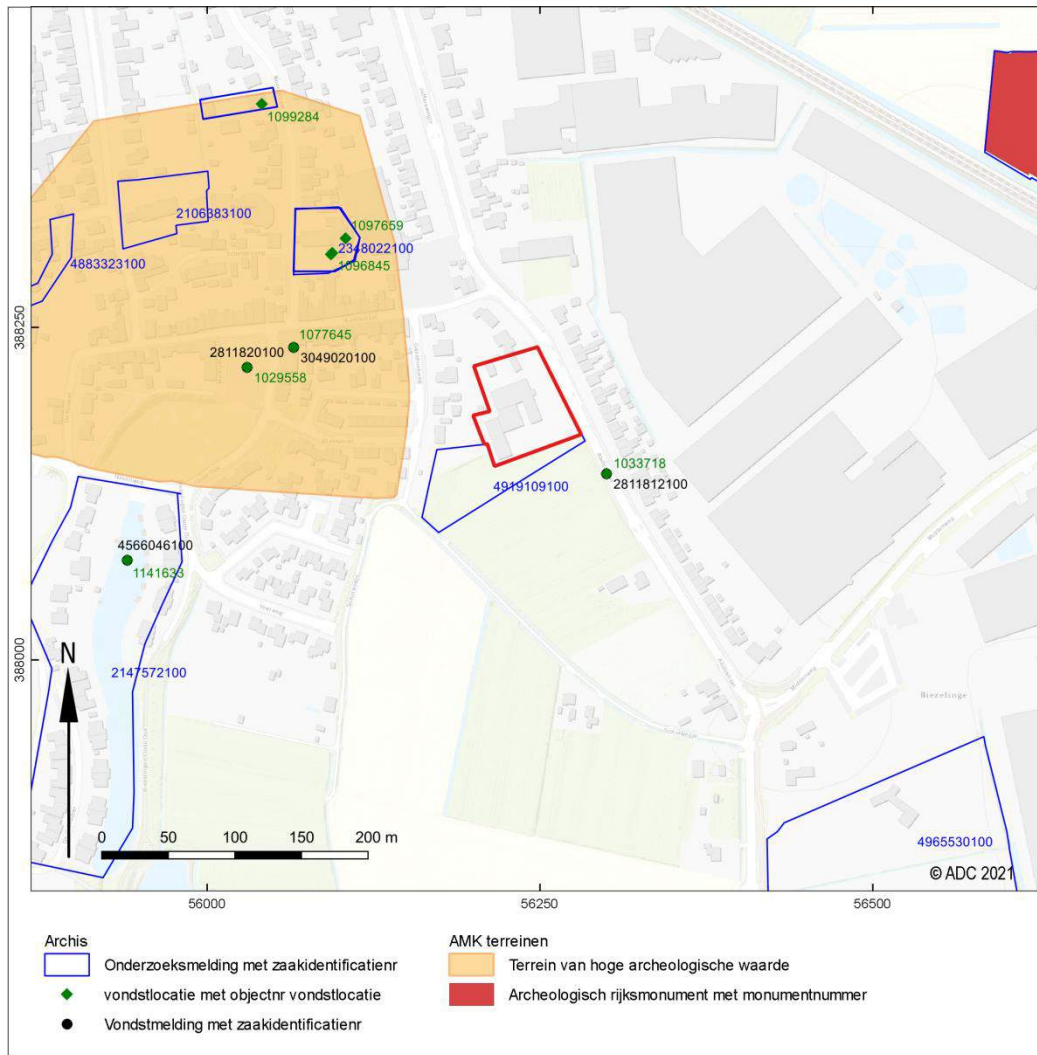 1099284
2106383100
1097659
2348022100
1096845
4883323100
388250
1077645
2811820100
3049020100
1029558
1033718
4919109100
2811812100
4566046100
1141633
388000
N
2147572100
Biezelinge
0 50 100 150 200 m
4965530100
© ADC 2021
56000 56250 56500
Archis
Onderzoeksmelding met zaakidentificatienr
vondstlocatie met objectnr vondstlocatie
Vondstmelding met zaakidentificatienr
AMK terreinen
Terrein van hoge archeologische waarde
Archeologisch rijksmonument met monumentnummer